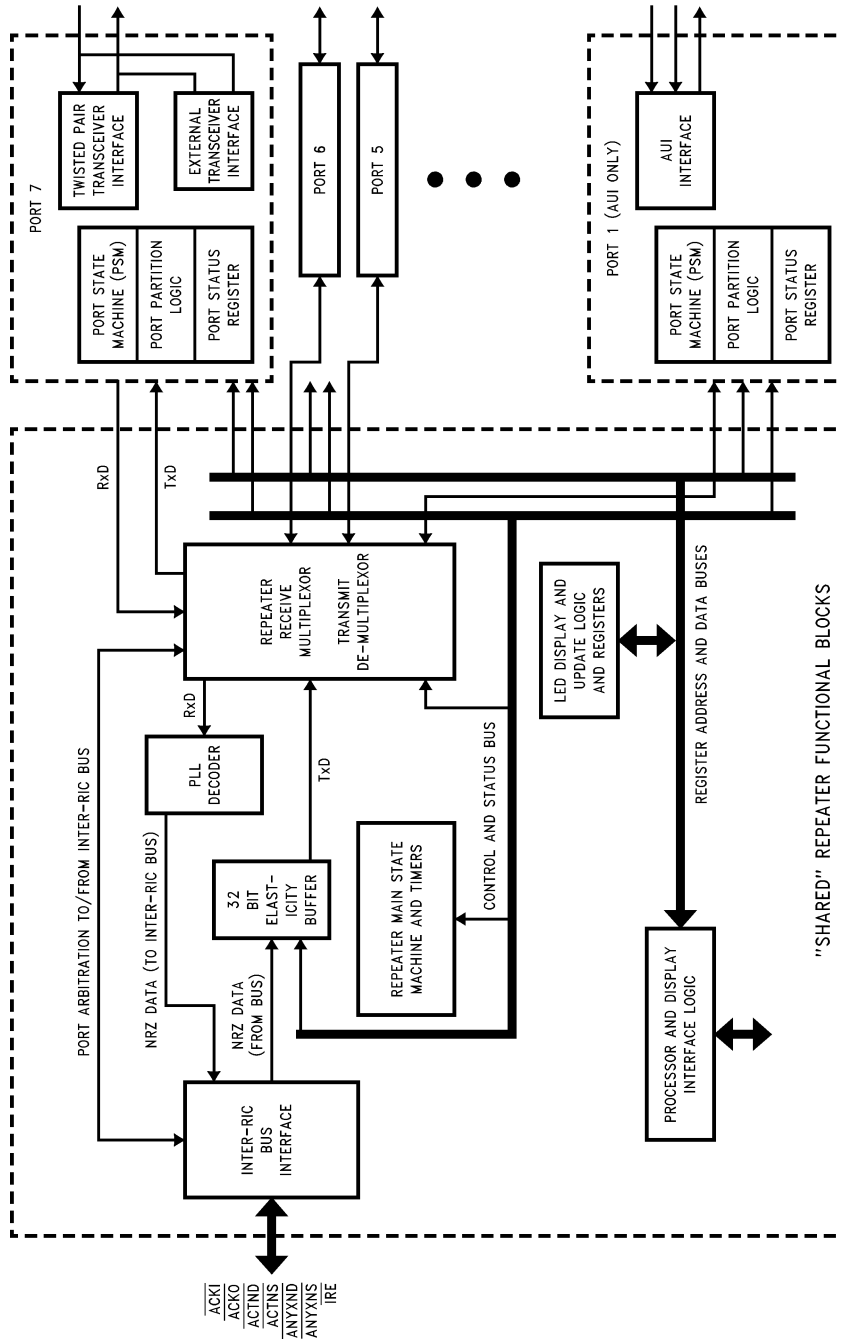 PORT 7
TWISTED PAIR
TRANSCEIVER
INTERFACE
EXTERNAL
TRANSCEIVER
INTERFACE
PORT STATE
MACHINE (PSM)
PORT PARTITION
LOGIC
PORT STATUS
REGISTER
PORT 6
PORT 5
PORT 1 (AUI ONLY)
AUI
INTERFACE
PORT STATE
MACHINE (PSM)
PORT PARTITION
LOGIC
PORT STATUS
REGISTER
RxD
TxD
PORT ARBITRATION TO/FROM INTER-RIC BUS
REPEATER
RECEIVE
MULTIPLEXOR
TRANSMIT
DE-MULTIPLEXOR
RxD
PLL
DECODER
TxD
NRZ DATA (TO INTER-RIC BUS)
32
BIT
ELAST-
ICITY
BUFFER
NRZ DATA
(FROM BUS)
REPEATER MAIN STATE
MACHINE AND TIMERS
CONTROL AND STATUS BUS
LED DISPLAY AND
UPDATE LOGIC
AND REGISTERS
REGISTER ADDRESS AND DATA BUSES
INTER-RIC
BUS
INTERFACE
PROCESSOR AND DISPLAY
INTERFACE LOGIC
"SHARED" REPEATER FUNCTIONAL BLOCKS
ACKI
ACKO
ACTND
ACTNS
ANYXND
ANYXNS
IRE